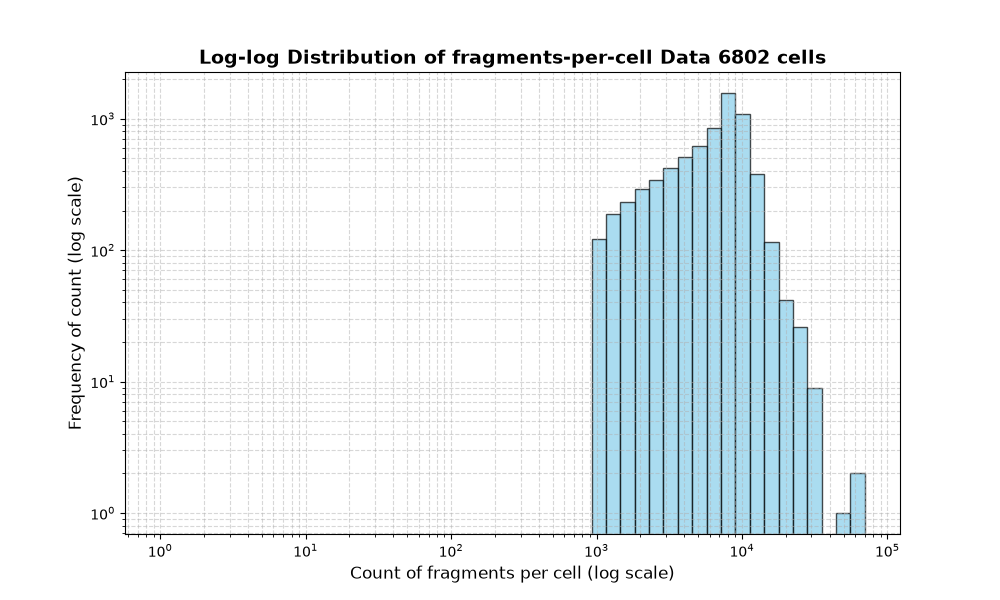 Log-log Distribution of fragments-per-cell Data 6802 cells
Frequency of count (log scale)
10³
10²
10¹
10⁰
10⁰ 10¹ 10² 10³ 10⁴ 10⁵
Count of fragments per cell (log scale)